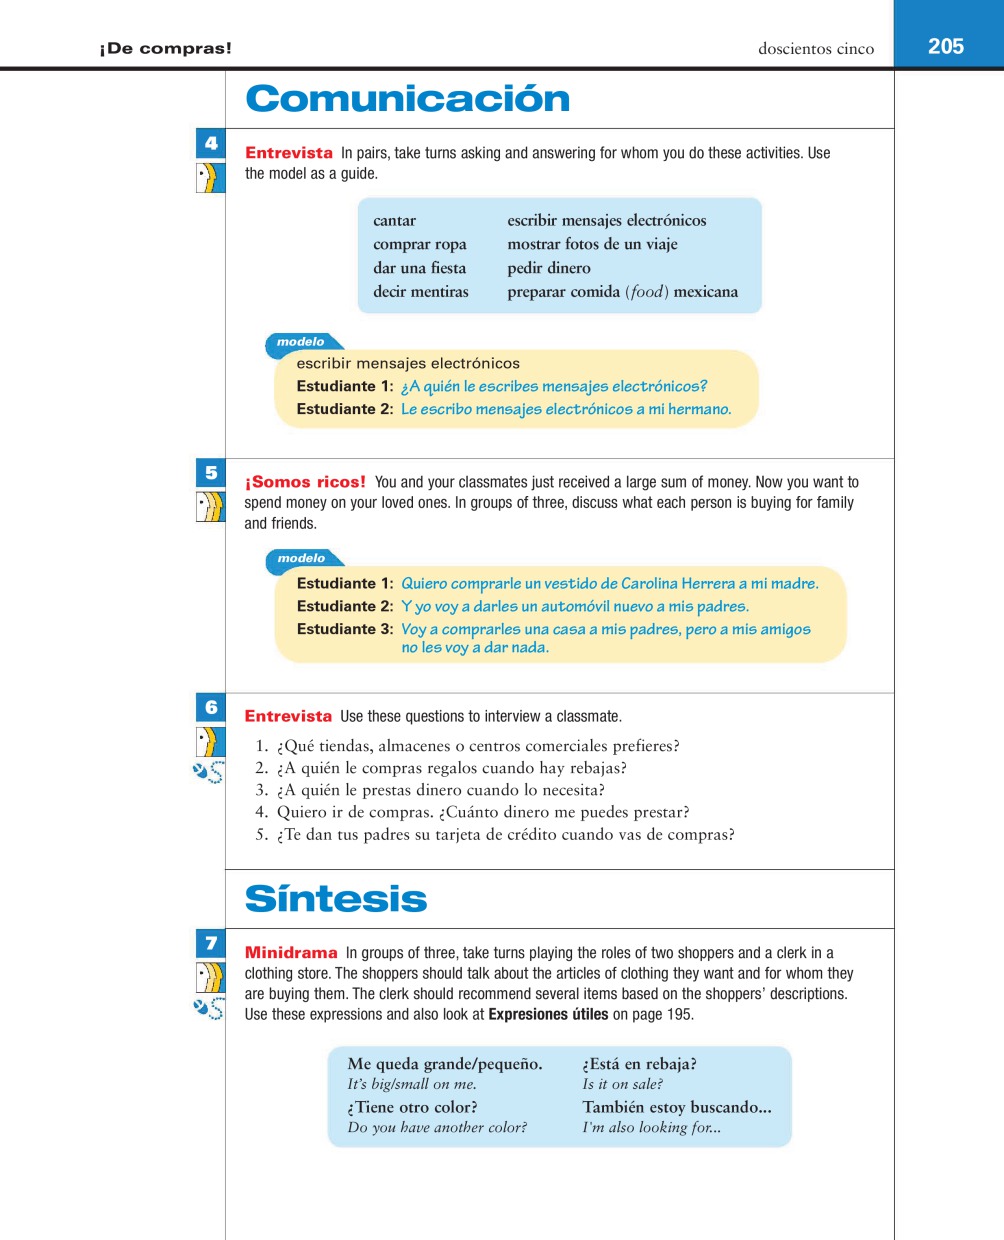 ¡De compras!
doscientos cinco
205
Comunicación
4
Entrevista In pairs, take turns asking and answering for whom you do these activities. Use
the model as a guide.
cantar
comprar ropa
dar una fiesta
decir mentiras
escribir mensajes electrónicos
mostrar fotos de un viaje
pedir dinero
preparar comida (food) mexicana
modelo
escribir mensajes electrónicos
Estudiante 1: ¿A quién le escribes mensajes electrónicos?
Estudiante 2: Le escribo mensajes electrónicos a mi hermano.
5
¡Somos ricos! You and your classmates just received a large sum of money. Now you want to
spend money on your loved ones. In groups of three, discuss what each person is buying for family
and friends.
modelo
Estudiante 1: Quiero comprarle un vestido de Carolina Herrera a mi madre.
Estudiante 2: Y yo voy a darles un automóvil nuevo a mis padres.
Estudiante 3: Voy a comprarles una casa a mis padres, pero a mis amigos
no les voy a dar nada.
6
Entrevista Use these questions to interview a classmate.
1. ¿Qué tiendas, almacenes o centros comerciales prefieres?
2. ¿A quién le compras regalos cuando hay rebajas?
3. ¿A quién le prestas dinero cuando lo necesita?
4. Quiero ir de compras. ¿Cuánto dinero me puedes prestar?
5. ¿Te dan tus padres su tarjeta de crédito cuando vas de compras?
Síntesis
7
Minidrama In groups of three, take turns playing the roles of two shoppers and a clerk in a
clothing store. The shoppers should talk about the articles of clothing they want and for whom they
are buying them. The clerk should recommend several items based on the shoppers' descriptions.
Use these expressions and also look at Expresiones útiles on page 195.
Me queda grande/pequeño.
It's big/small on me.
¿Tiene otro color?
Do you have another color?
¿Está en rebaja?
Is it on sale?
También estoy buscando...
I'm also looking for...